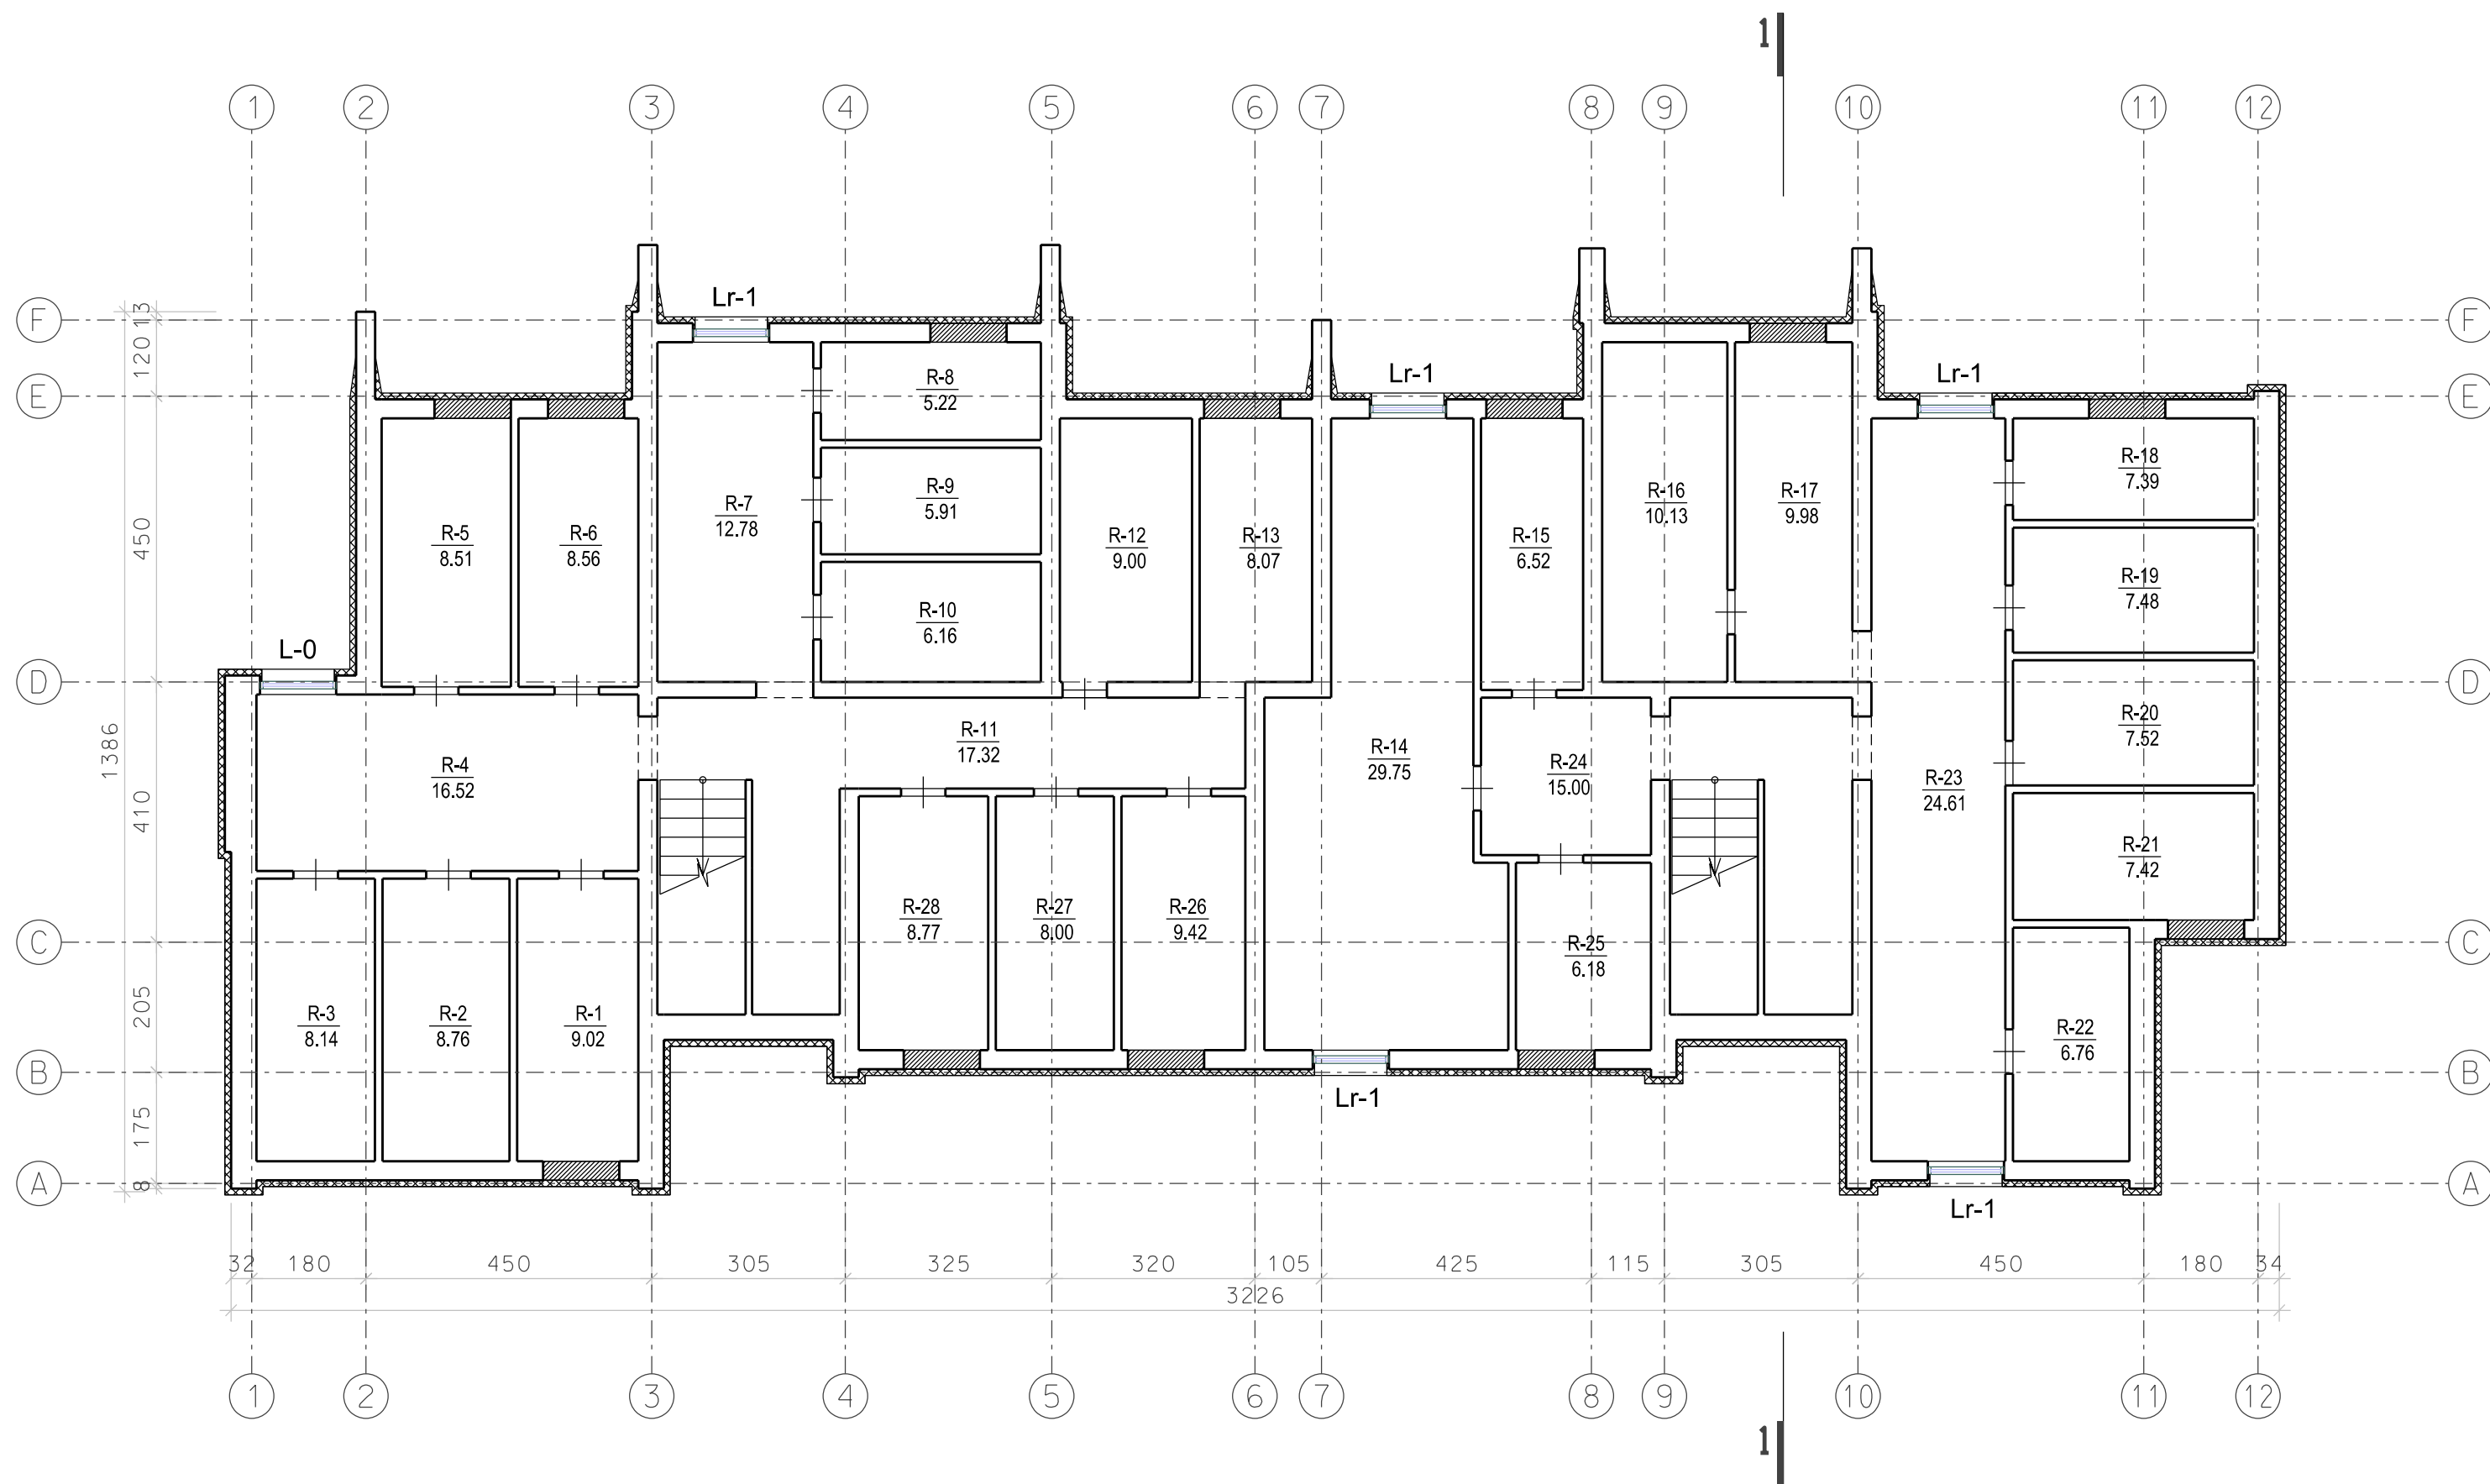 1
1 2 3 4 5 6 7 8 9 10 11 12
Lr-1
F F
13
120
Lr-1 Lr-1
E E
R-8
5.22
R-18
7.39
R-9
5.91
R-7
12.78
R-16
10.13
R-17
9.98
450
R-5
8.51
R-6
8.56
R-12
9.00
R-13
8.07
R-15
6.52
R-19
7.48
R-10
6.16
L-0
D D
R-20
7.52
R-11
17.32
1386
R-14
29.75
R-4
16.52
R-24
15.00
R-23
24.61
410
R-21
7.42
R-28
8.77
R-27
8.00
R-26
9.42
C C
R-25
6.18
205
R-3
8.14
R-2
8.76
R-1
9.02
R-22
6.76
B B
Lr-1
175
A A
8
Lr-1
32 180 450 305 325 320 105 425 115 305 450 180 34
3226
1 2 3 4 5 6 7 8 9 10 11 12
1